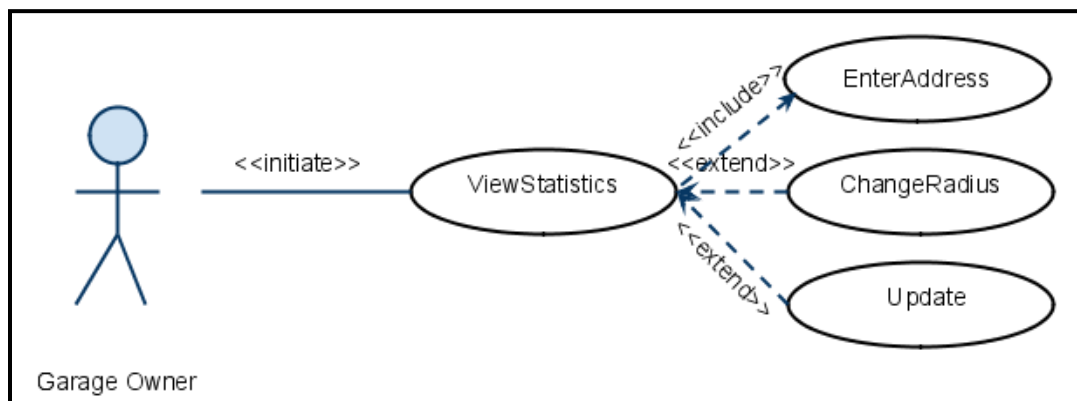 <<include>>
EnterAddress
<<initiate>>
<<extend>>
ViewStatistics
ChangeRadius
<<extend>>
Update
Garage Owner